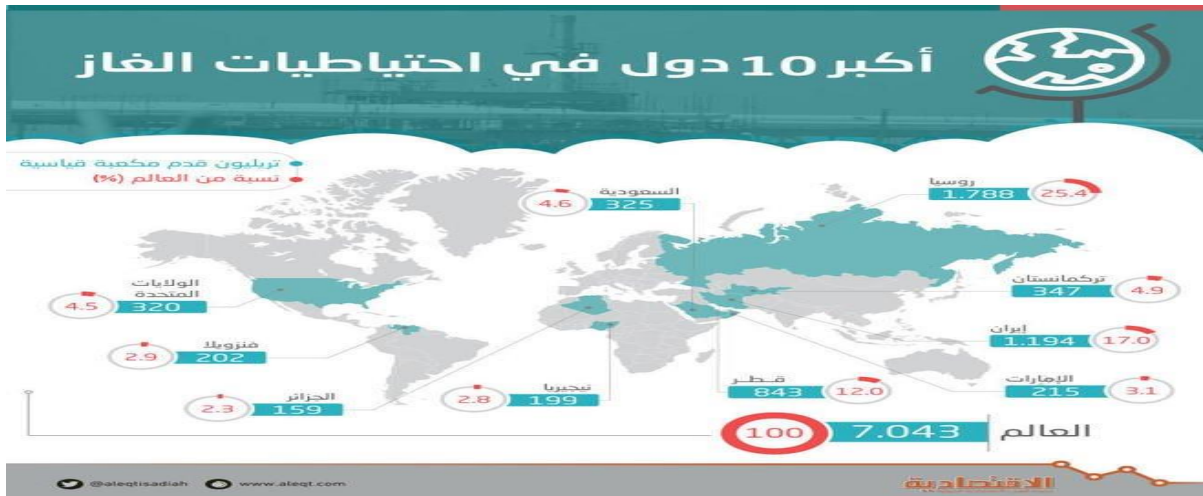 أكبر 10 دول في احتياطيات الغاز
تريليون قدم مكعبة قياسية
نسبة من العالم (%)
روسيا
1.788
25.4
السعودية
325
4.6
تركمانستان
347
4.9
الولايات
المتحدة
320
4.5
إيران
1.194
17.0
فنزويلا
202
2.9
الإمارات
215
3.1
قطر
843
12.0
نيجيريا
199
2.8
الجزائر
159
2.3
العالم
7.043
100
@aleqtisadiah
www.aleqt.com
الاقتصادية